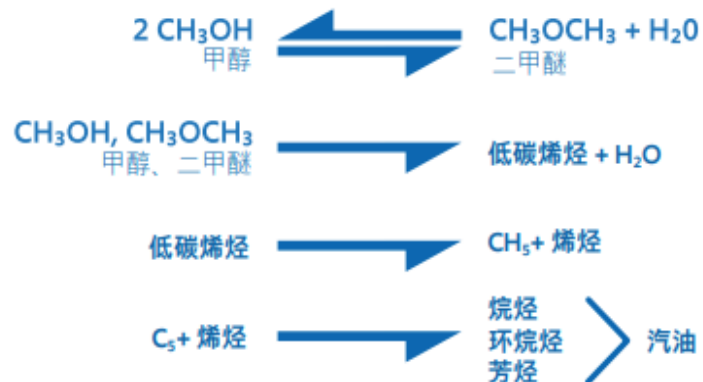 2 CH₃OH CH₃OCH₃ + H₂0
甲醇 二甲醚
CH₃OH, CH₃OCH₃
甲醇、二甲醚
低碳烯烃 + H₂O
低碳烯烃 CH₅+ 烯烃
C₅+ 烯烃
烷烃
环烷烃
芳烃
汽油